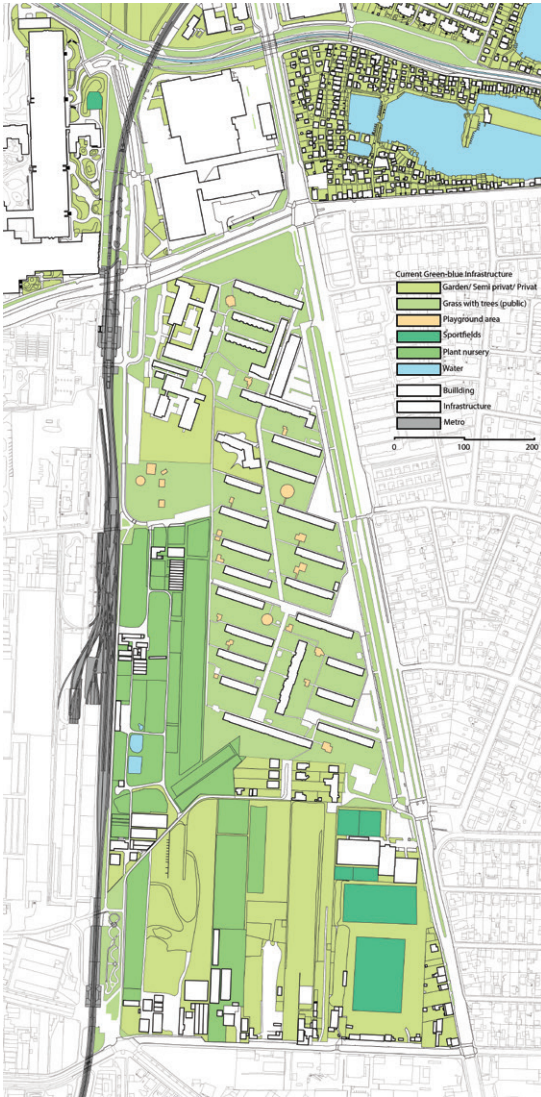 Current Green-blue Infrastructure
Garden/ Semi privat/ Privat
Grass with trees (public)
Playground area
Sportfields
Plant nursery
Water
Buillding
Infrastructure
Metro
0 100 200